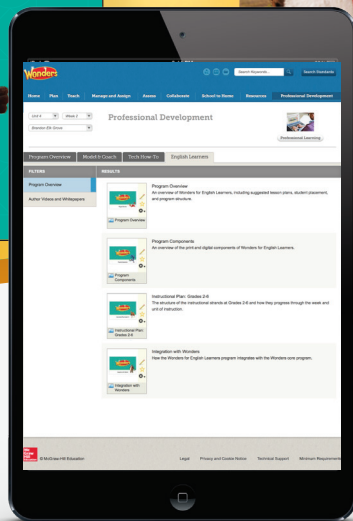 Wonders
Search Keywords...
Search Standards
Home Plan Teach Manage and Assign Assess Collaborate School to Home Resources Professional Development
Unit 4 Week 2
Professional Development
Professional Learning
Program Overview Model & Coach Tech How-To English Learners
FILTERS
RESULTS
Program Overview
Author Videos and Whitepapers
Program Overview
An overview of Wonders for English Learners, including suggested lesson plans, student placement,
and program structure.
Program Overview
Program Components
An overview of the print and digital components of Wonders for English Learners.
Program
Components
Instructional Plan: Grades 2-6
The structure of the instructional strands at Grades 2-6 and how they progress through the week and
unit of instruction.
Instructional Plan:
Grades 2-6
Integration with Wonders
How the Wonders for English Learners program integrates with the Wonders core program.
Integration with
Wonders
© McGraw-Hill Education
Legal Privacy and Cookie Notice Technical Support Minimum Requirements